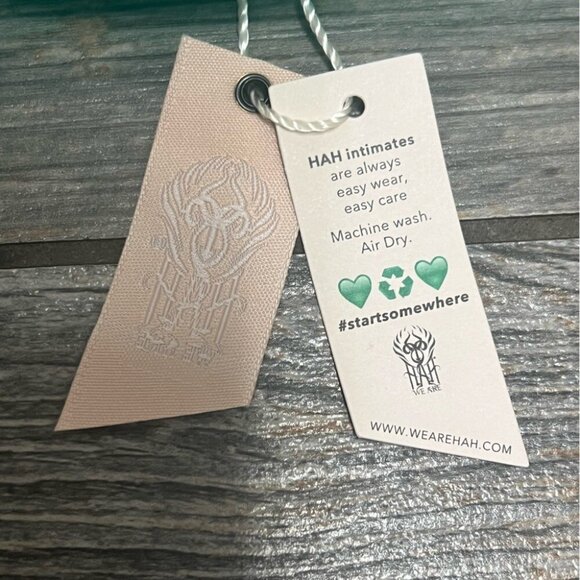 HAH intimates
are always
easy wear,
easy care
Machine wash.
Air Dry.
#startsomewhere
HAH
WE ARE
WWW.WEAREHAH.COM